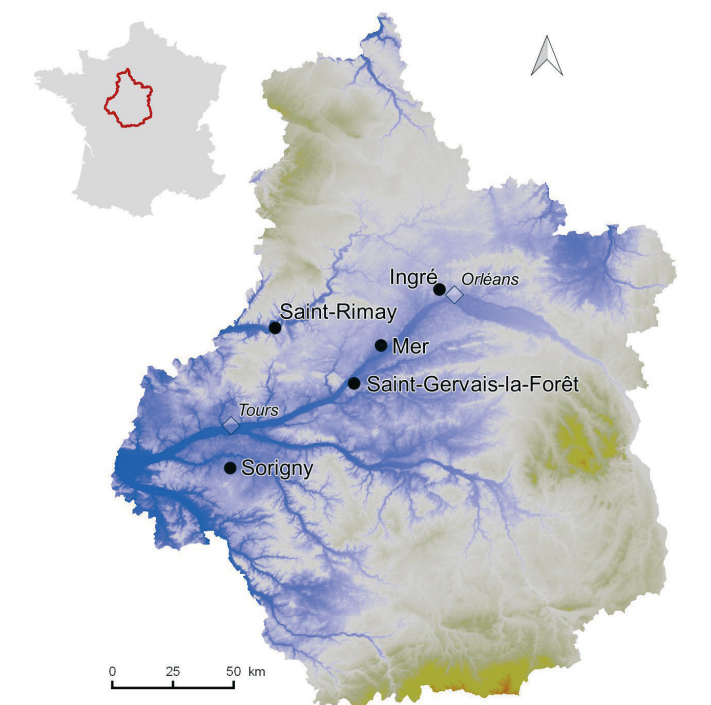 Ingré
Orléans
Saint-Rimay
Mer
Saint-Gervais-la-Forêt
Tours
Sorigny
0 25 50 km